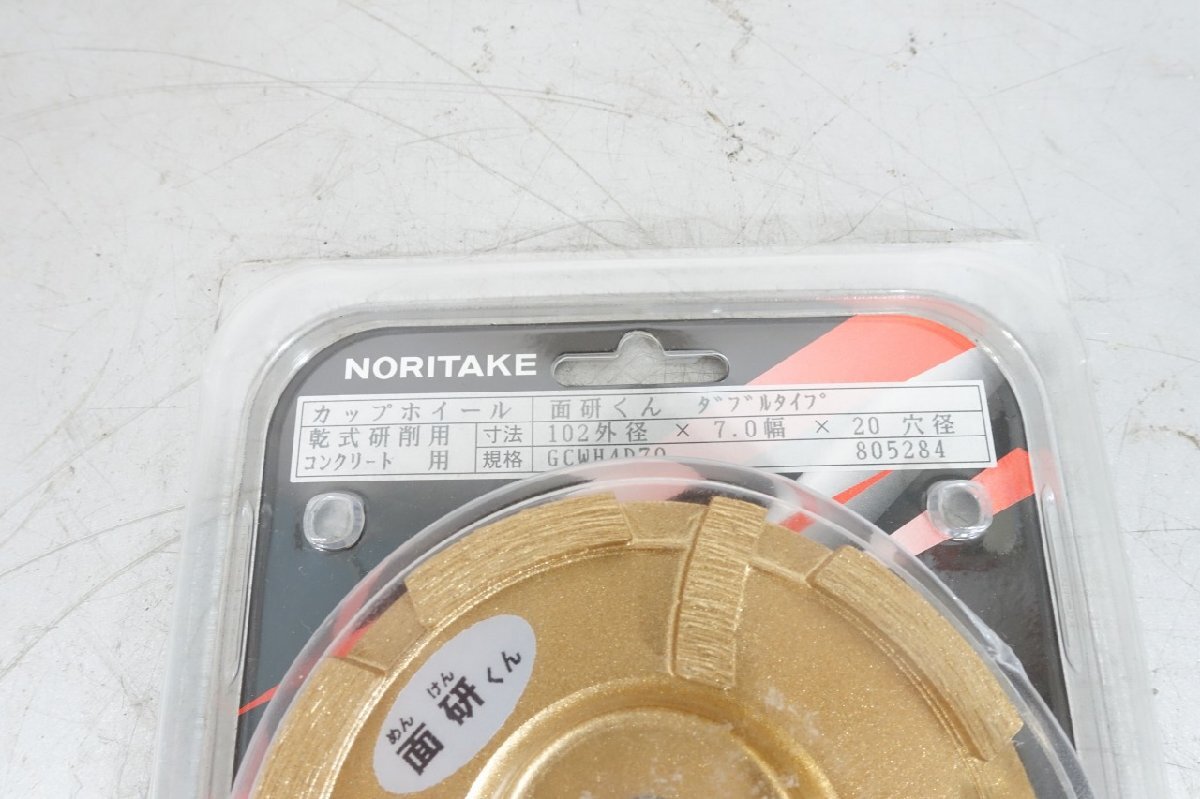 NORITAKE
カップホイール 面研くん ﾀﾞﾌﾞﾙﾀｲﾌﾟ
乾式研削用 寸法 102外径 × 7.0幅 × 20 穴径
ｺﾝｸﾘｰﾄ 用 規格 805284
めん けん
面研くん